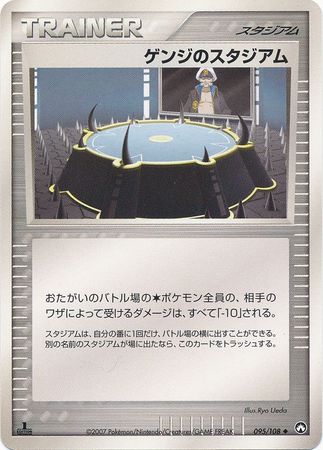 TRAINER
スタジアム
ゲンジのスタジアム
おたがいのバトル場の✷ポケモン全員の、相手の
ワザによって受けるダメージは、すべて「-10」される。
スタジアムは、自分の番に1回だけ、バトル場の横に出すことができる。
別の名前のスタジアムが場に出たなら、このカードをトラッシュする。
Illus.Ryo Ueda
1
EDITION
©2007 Pokémon/Nintendo/Creatures/GAME FREAK.
095/108 ◆